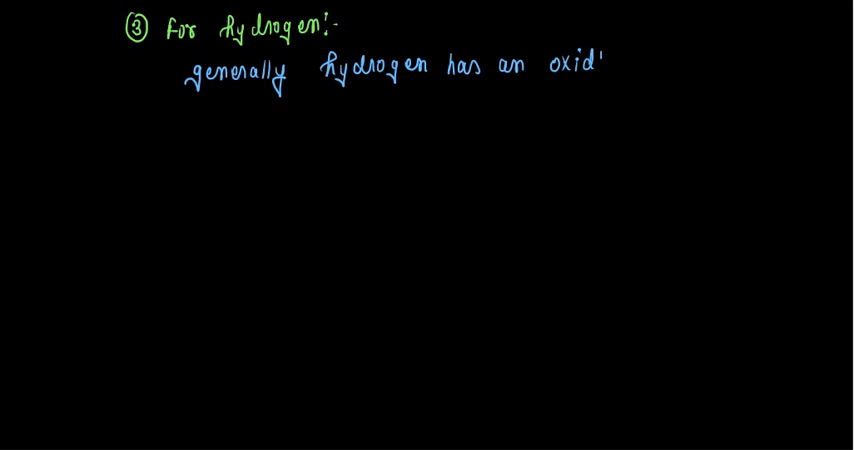 ③ For hydrogen:-
generally hydrogen has an oxid'